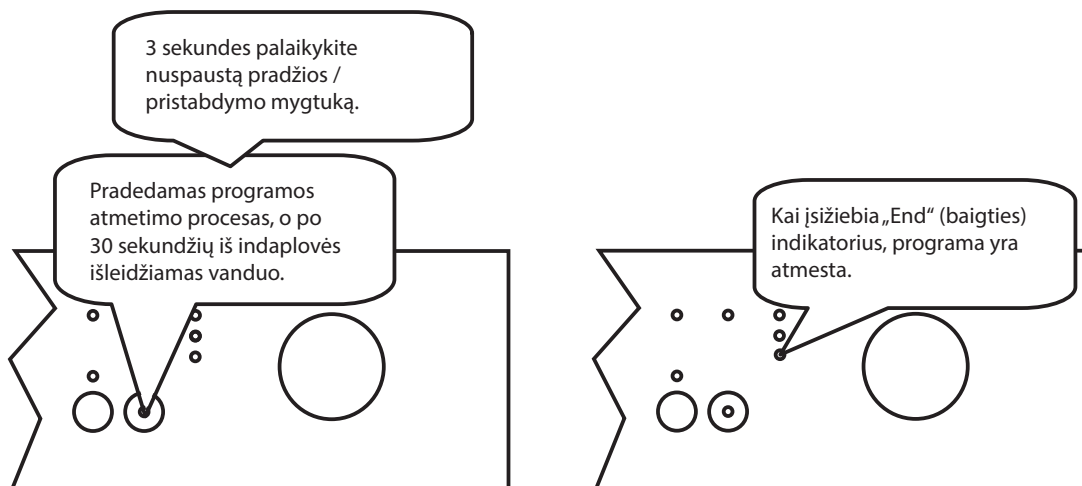 3 sekundes palaikykite
nuspaustą pradžios /
pristabdymo mygtuką.
Pradedamas programos
atmetimo procesas, o po
30 sekundžių iš indaplovės
išleidžiamas vanduo.
Kai įsižiebia „End“ (baigties)
indikatorius, programa yra
atmesta.